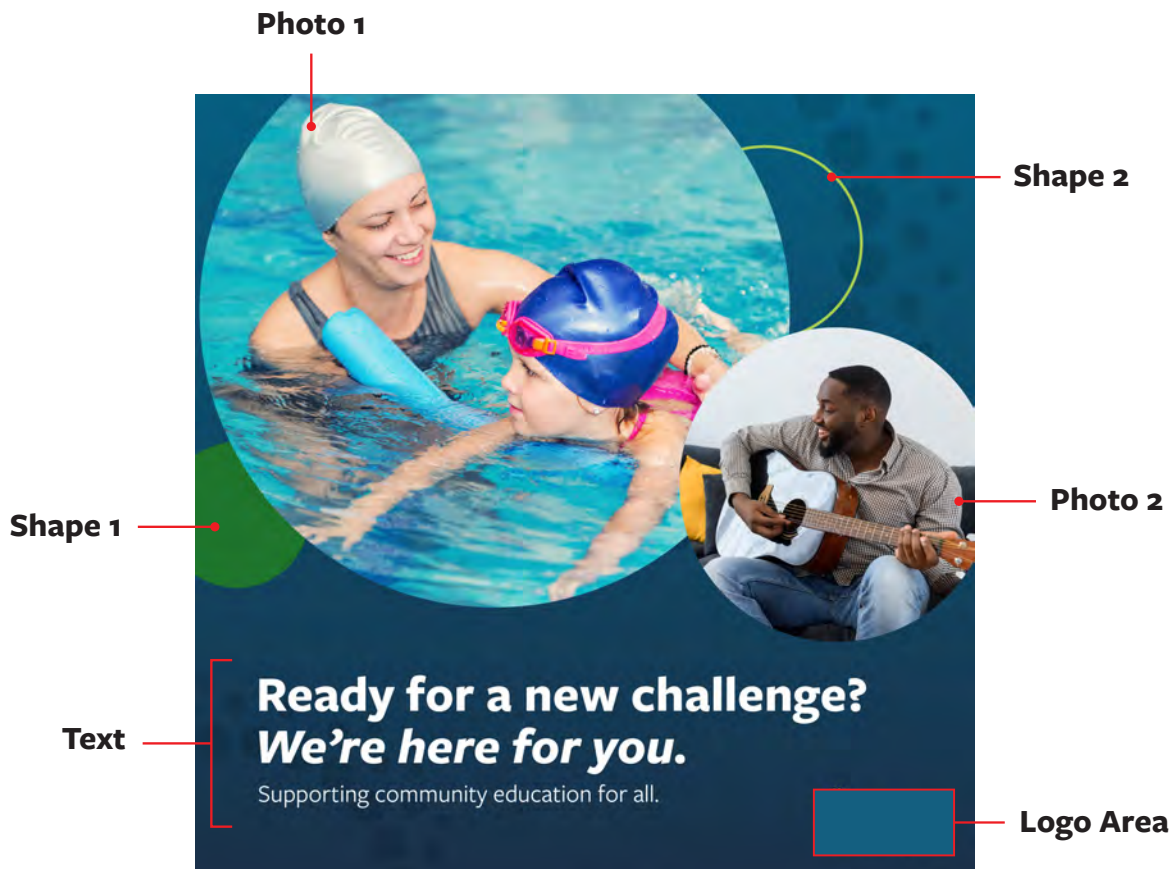 Photo 1
Shape 2
Photo 2
Shape 1
Ready for a new challenge?
We're here for you.
Supporting community education for all.
Text
Logo Area